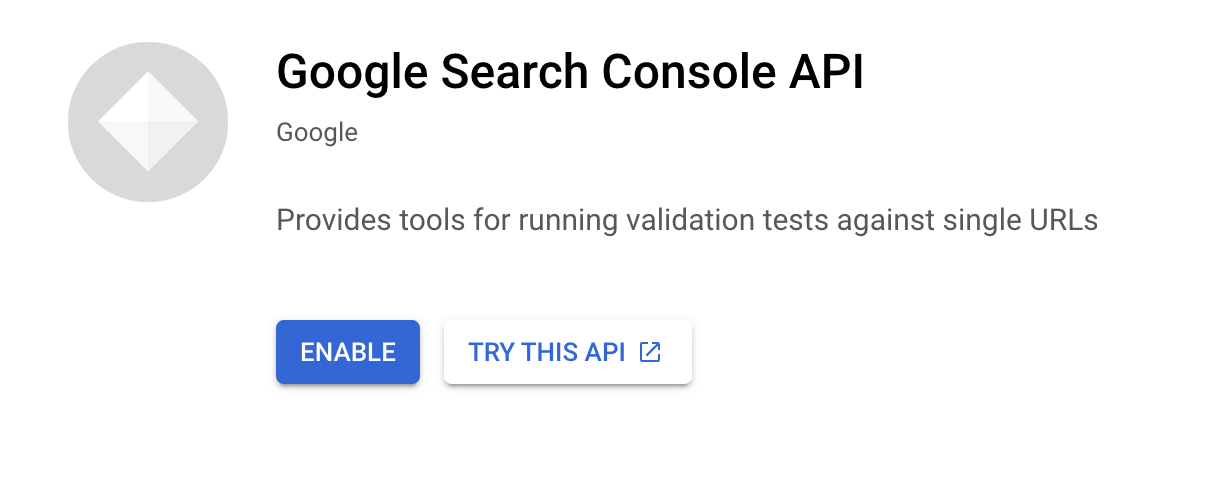 Google Search Console API
Google
Provides tools for running validation tests against single URLs
ENABLE TRY THIS API